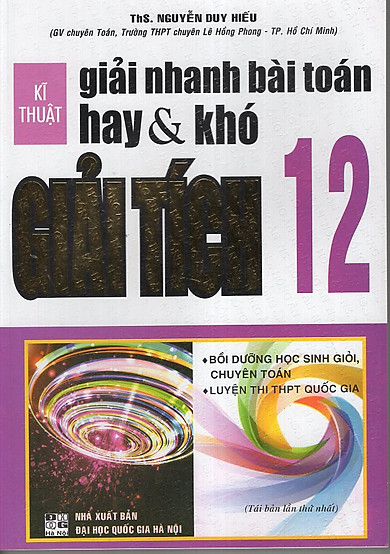 ThS. NGUYỄN DUY HIẾU
(GV chuyên Toán, Trường THPT chuyên Lê Hồng Phong - TP. Hồ Chí Minh)
KĨ THUẬT
giải nhanh bài toán
hay & khó
GIẢI TÍCH 12
♦BỒI DƯỠNG HỌC SINH GIỎI,
CHUYÊN TOÁN
♦LUYỆN THI THPT QUỐC GIA
(Tái bản lần thứ nhất)
Hà Nội
NHÀ XUẤT BẢN
ĐẠI HỌC QUỐC GIA HÀ NỘI